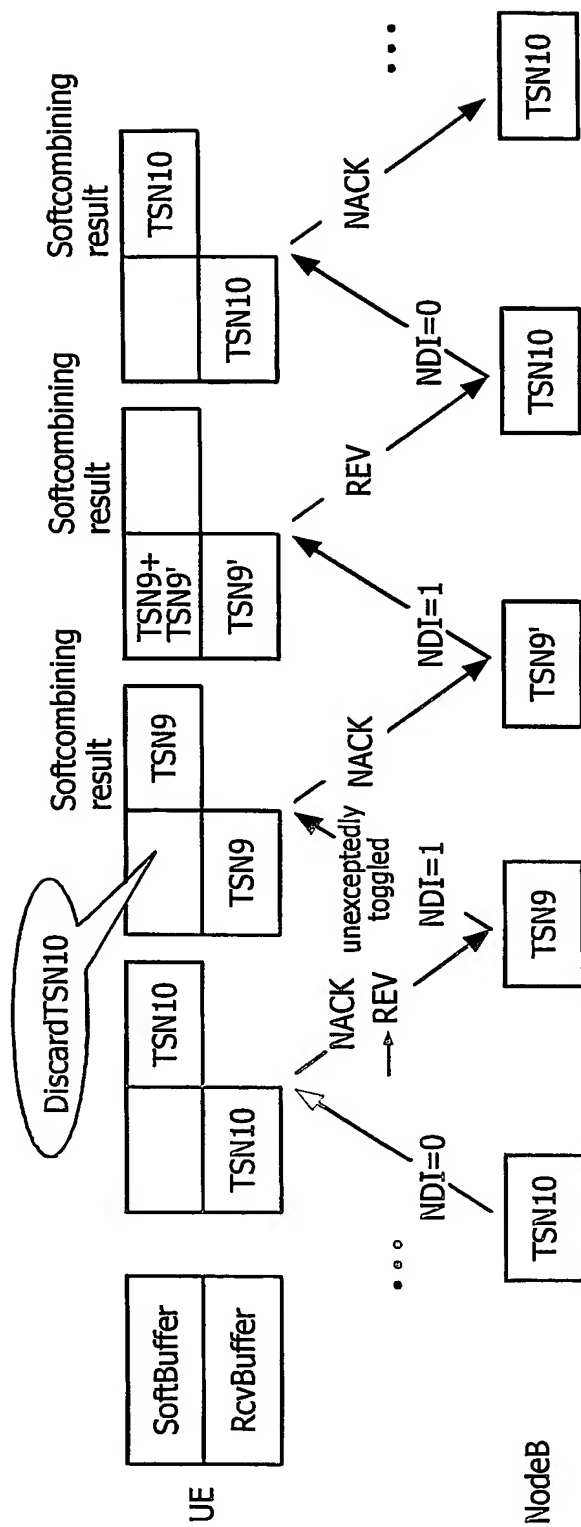 UE
SoftBuffer
RcvBuffer
TSN10
TSN10
DiscardTSN10
Softcombining
result
TSN9
TSN9
Softcombining
result
TSN9+
TSN9'
TSN9'
Softcombining
result
TSN10
TSN10
...
NDI=0
NACK
→REV
unexceptedly
toggled
NDI=1
NACK
NDI=1
REV
NDI=0
NACK
...
NodeB
TSN10
TSN9
TSN9'
TSN10
TSN10